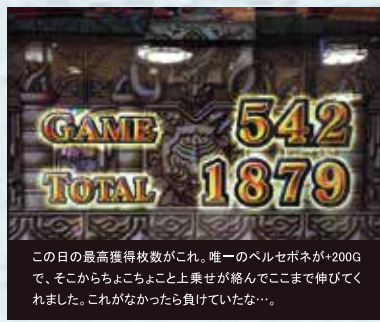 GAME 542
TOTAL 1879
この日の最高獲得枚数がこれ。唯一のペルセポネが+200G
で、そこからちょこちょこと上乗せが絡んでここまで伸びてく
れました。これがなかったら負けていたな…。